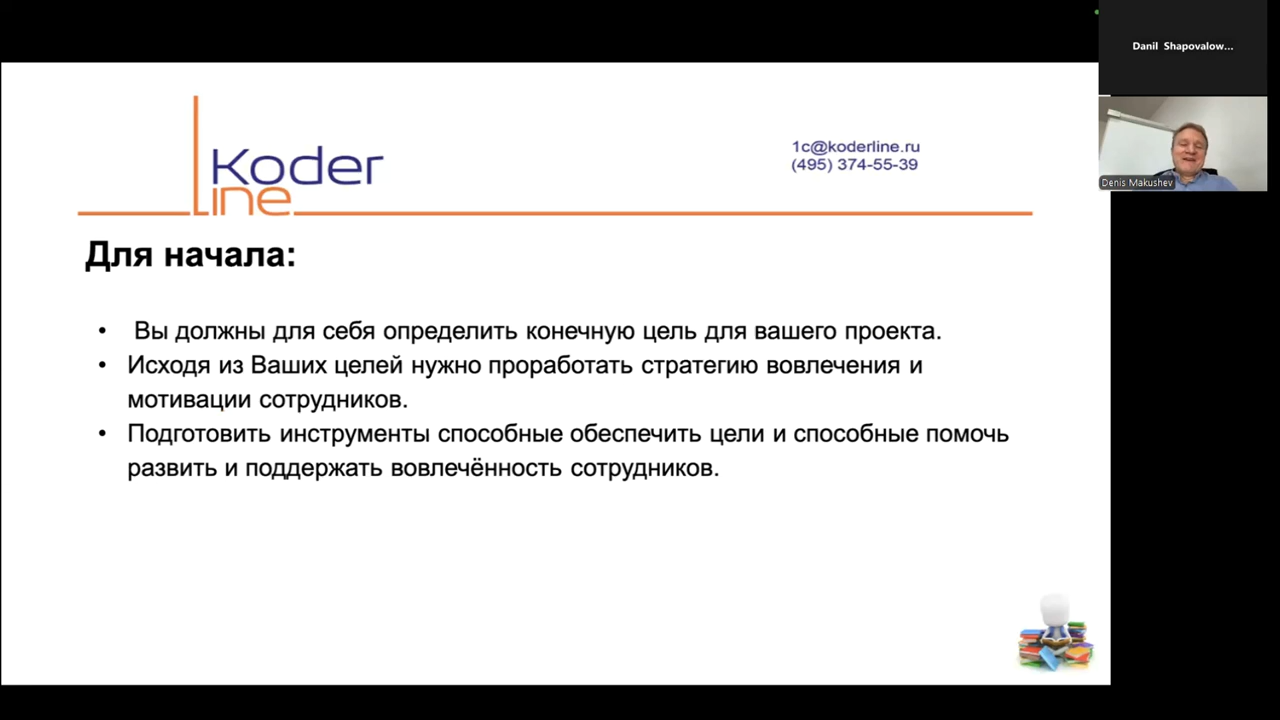 Koder
line
1c@koderline.ru
(495) 374-55-39
Для начала:
• Вы должны для себя определить конечную цель для вашего проекта.
• Исходя из Ваших целей нужно проработать стратегию вовлечения и
мотивации сотрудников.
• Подготовить инструменты способные обеспечить цели и способные помочь
развить и поддержать вовлечённость сотрудников.
Danil Shapovalow...
Denis Makushev